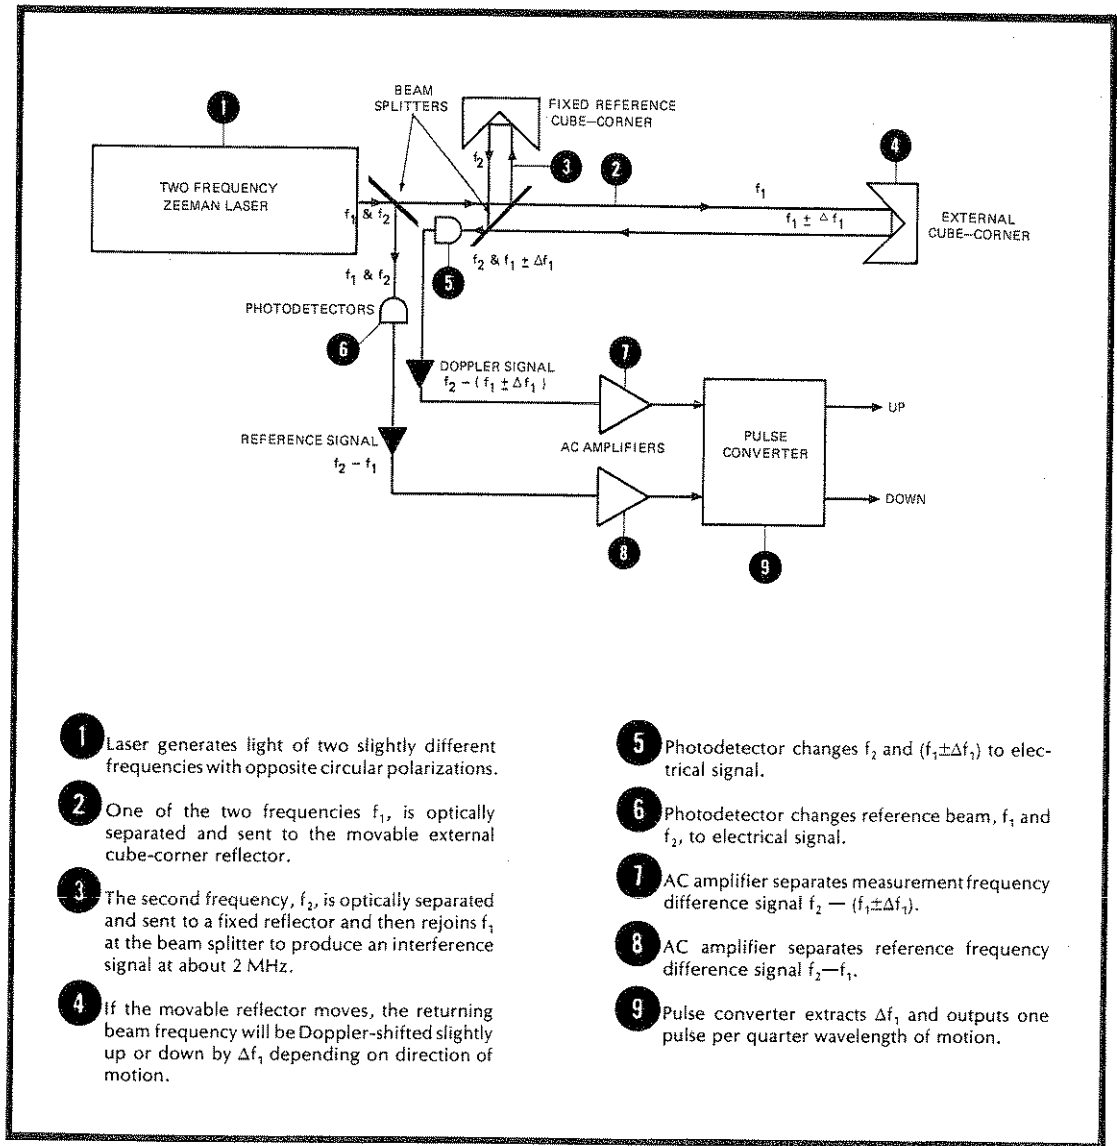 1
BEAM
SPLITTERS
FIXED REFERENCE
CUBE-CORNER
4
TWO FREQUENCY
ZEEMAN LASER
f₂
3
2
f₁
f₁ & f₂
f₁ ± Δf₁
EXTERNAL
CUBE-CORNER
f₁ & f₂
5
f₂ & f₁ ± Δf₁
PHOTODETECTORS
6
7
DOPPLER SIGNAL
f₂ - (f₁ ± Δf₁)
UP
REFERENCE SIGNAL
f₂ - f₁
AC AMPLIFIERS
PULSE
CONVERTER
DOWN
8
9
1 Laser generates light of two slightly different
frequencies with opposite circular polarizations.
2 One of the two frequencies f₁, is optically
separated and sent to the movable external
cube-corner reflector.
3 The second frequency, f₂, is optically separated
and sent to a fixed reflector and then rejoins f₁
at the beam splitter to produce an interference
signal at about 2 MHz.
4 If the movable reflector moves, the returning
beam frequency will be Doppler-shifted slightly
up or down by Δf₁ depending on direction of
motion.
5 Photodetector changes f₂ and (f₁±Δf₁) to elec-
trical signal.
6 Photodetector changes reference beam, f₁ and
f₂, to electrical signal.
7 AC amplifier separates measurement frequency
difference signal f₂ — (f₁±Δf₁).
8 AC amplifier separates reference frequency
difference signal f₂—f₁.
9 Pulse converter extracts Δf₁ and outputs one
pulse per quarter wavelength of motion.